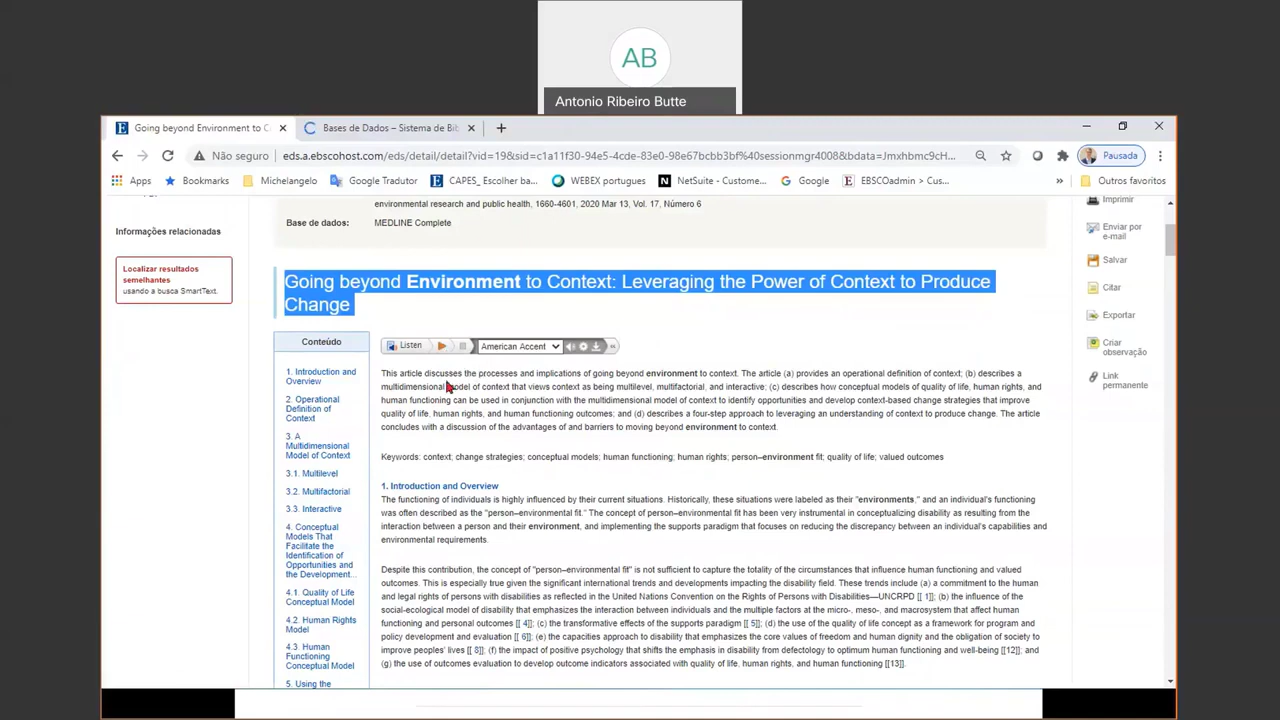 AB
Antonio Ribeiro Butte
Going beyond Environment to C
Bases de Dados – Sistema de Bib
Não seguro
eds.a.ebscohost.com/eds/detail/detail?vid=19&sid=c1a11f30-94e5-4cde-83e0-98e67bcbb3bf%40sessionmgr4008&bdata=Jmxhbmc9cH...
Pausada
Apps
Bookmarks
Michelangelo
Google Tradutor
CAPES_ Escolher ba...
WEBEX portugues
NetSuite - Custome...
Google
EBSCOadmin > Cus...
»
Outros favoritos
environmental research and public health, 1660-4601, 2020 Mar 13, Vol. 17, Número 6
Base de dados:
MEDLINE Complete
Informações relacionadas
Localizar resultados
semelhantes
usando a busca SmartText.
Imprimir
Enviar por
e-mail
Salvar
Citar
Exportar
Criar
observação
Link
permanente
Going beyond Environment to Context: Leveraging the Power of Context to Produce
Change
Conteúdo
1. Introduction and
Overview
2. Operational
Definition of
Context
3. A
Multidimensional
Model of Context
3.1. Multilevel
3.2. Multifactorial
3.3. Interactive
4. Conceptual
Models That
Facilitate the
Identification of
Opportunities and
the Development...
4.1. Quality of Life
Conceptual Model
4.2. Human Rights
Model
4.3. Human
Functioning
Conceptual Model
5. Using the
Listen
American Accent
This article discusses the processes and implications of going beyond environment to context. The article (a) provides an operational definition of context; (b) describes a
multidimensional model of context that views context as being multilevel, multifactorial, and interactive; (c) describes how conceptual models of quality of life, human rights, and
human functioning can be used in conjunction with the multidimensional model of context to identify opportunities and develop context-based change strategies that improve
quality of life, human rights, and human functioning outcomes; and (d) describes a four-step approach to leveraging an understanding of context to produce change. The article
concludes with a discussion of the advantages of and barriers to moving beyond environment to context.
Keywords: context; change strategies; conceptual models; human functioning; human rights; person–environment fit; quality of life; valued outcomes
1. Introduction and Overview
The functioning of individuals is highly influenced by their current situations. Historically, these situations were labeled as their "environments," and an individual's functioning
was often described as the "person–environmental fit." The concept of person–environmental fit has been very instrumental in conceptualizing disability as resulting from the
interaction between a person and their environment, and implementing the supports paradigm that focuses on reducing the discrepancy between an individual's capabilities and
environmental requirements.
Despite this contribution, the concept of "person–environmental fit" is not sufficient to capture the totality of the circumstances that influence human functioning and valued
outcomes. This is especially true given the significant international trends and developments impacting the disability field. These trends include (a) a commitment to the human
and legal rights of persons with disabilities as reflected in the United Nations Convention on the Rights of Persons with Disabilities—UNCRPD [[ 1]]; (b) the influence of the
social-ecological model of disability that emphasizes the interaction between individuals and the multiple factors at the micro-, meso-, and macrosystem that affect human
functioning and personal outcomes [[ 4]]; (c) the transformative effects of the supports paradigm [[ 5]]; (d) the use of the quality of life concept as a framework for program and
policy development and evaluation [[ 6]]; (e) the capacities approach to disability that emphasizes the core values of freedom and human dignity and the obligation of society to
improve peoples' lives [[ 8]]; (f) the impact of positive psychology that shifts the emphasis in disability from defectology to optimum human functioning and well-being [[12]]; and
(g) the use of outcomes evaluation to develop outcome indicators associated with quality of life, human rights, and human functioning [[13]].